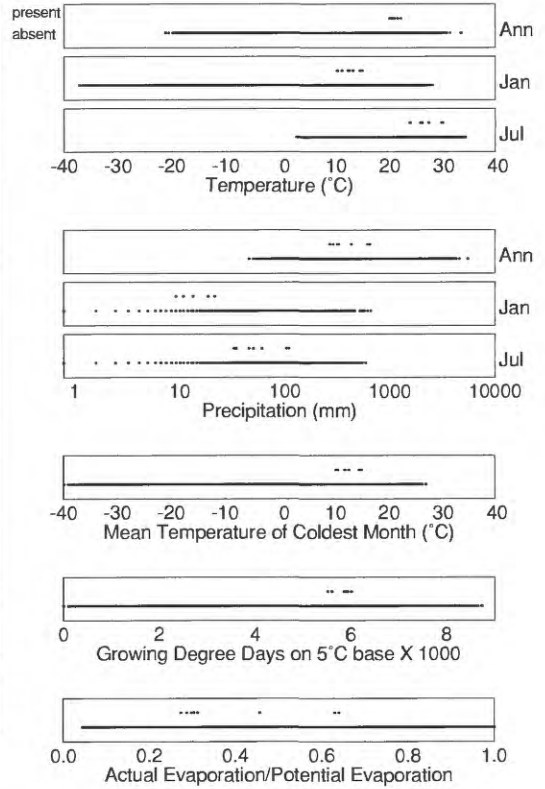 present
absent
Ann
Jan
Jul
-40 -20 -20 -10 0 10 20 30 40
Temperature (˚C)
Ann
Jan
Jul
1 10 100 1000 10000
Precipitation (mm)
-40 -20 -20 -10 0 10 20 30 40
Mean Temperature of Coldest Month (˚C)
0 2 4 6 8
Growing Degree Days on 5˚C base X 1000
0.0 0.2 0.4 0.6 0.8 1.0
Actual Evaporation/Potential Evaporation